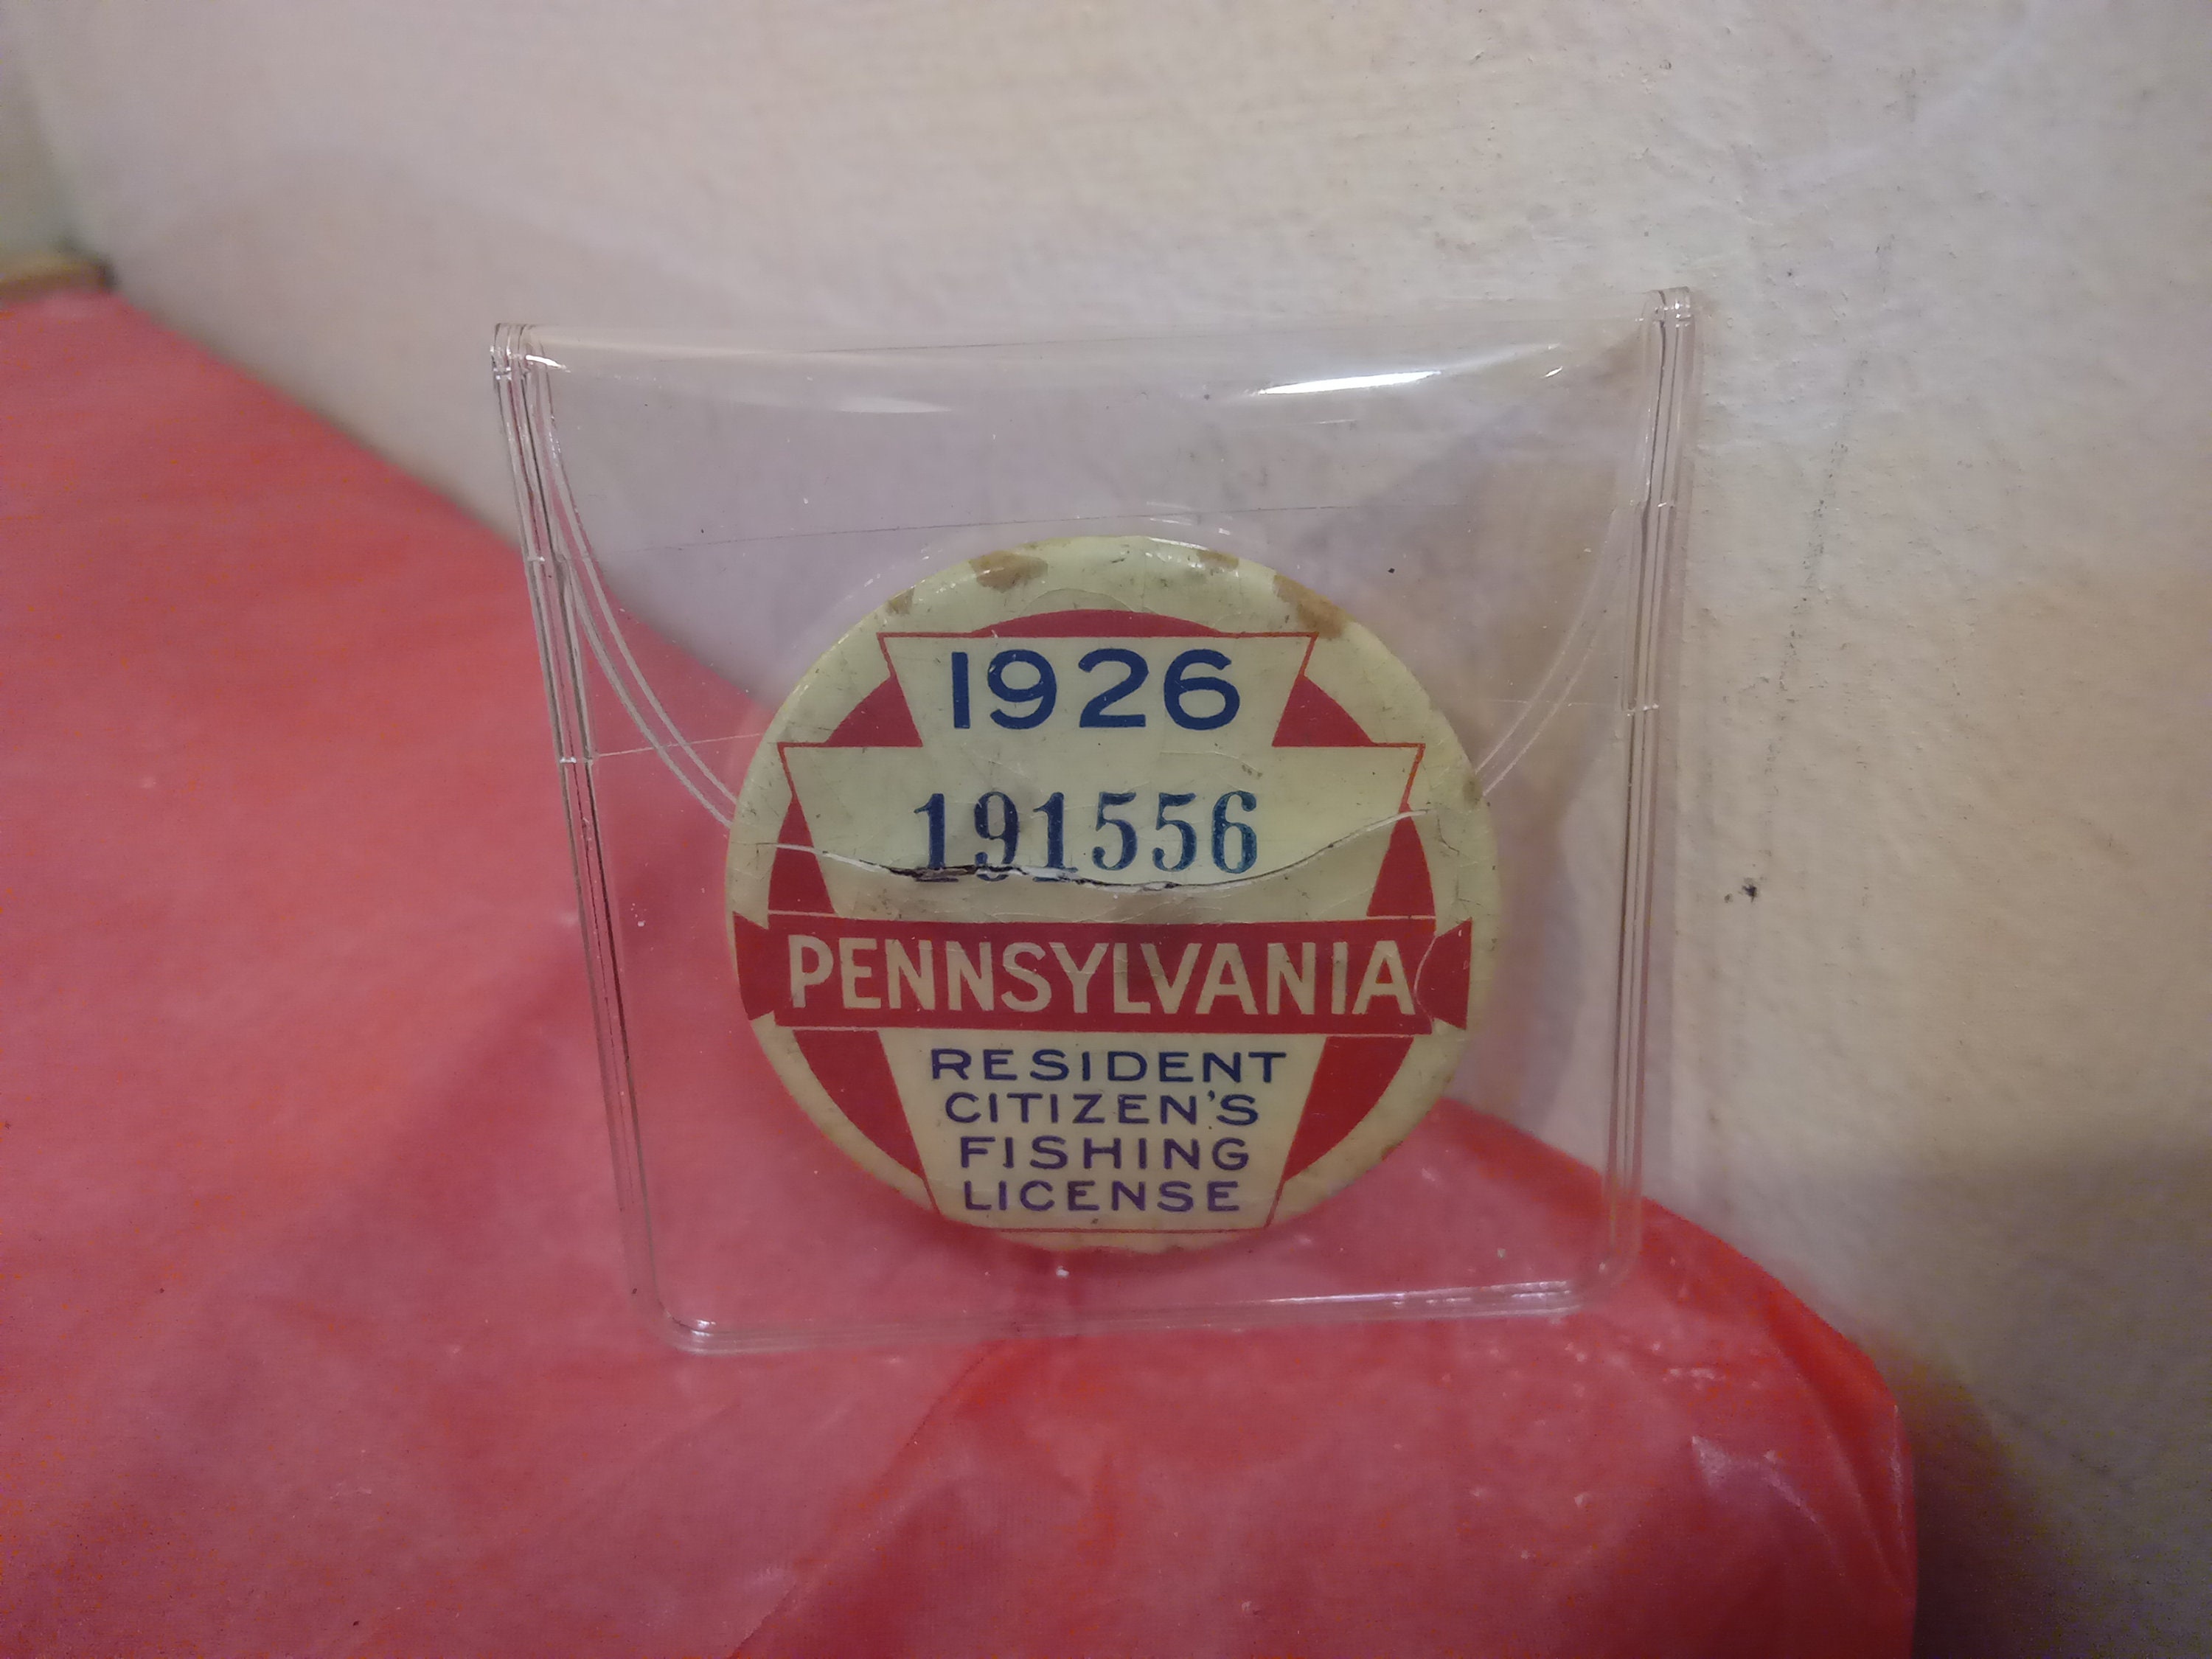 1926
191556
PENNSYLVANIA
RESIDENT
CITIZEN'S
FISHING
LICENSE